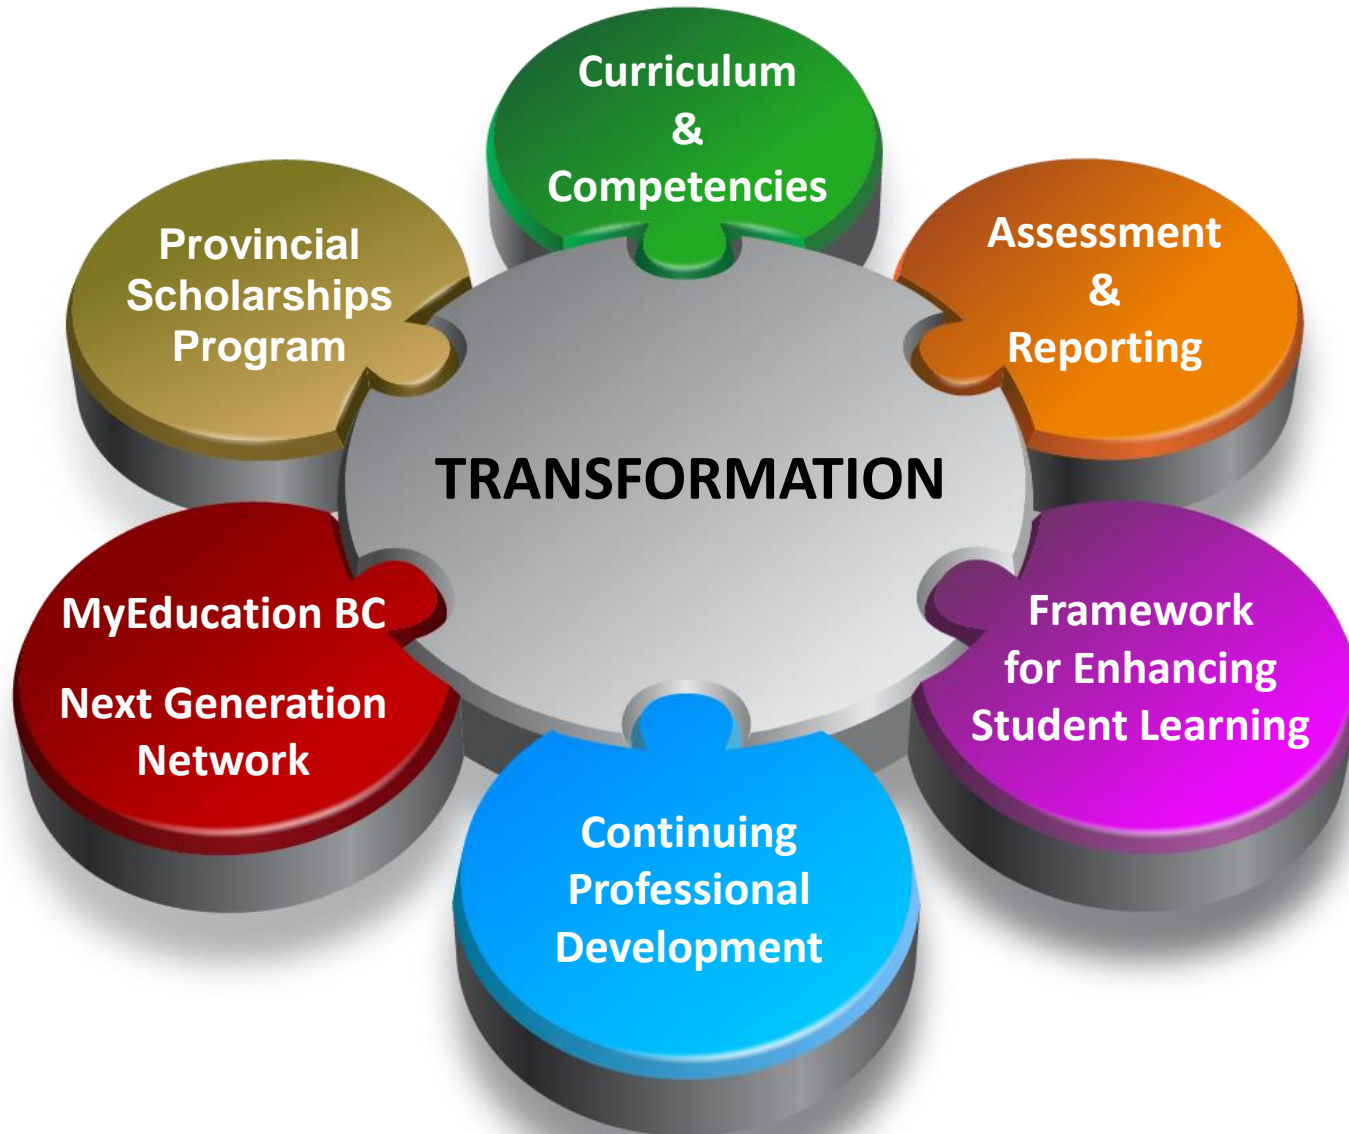 Curriculum
&
Competencies
Provincial
Scholarships
Program
Assessment
&
Reporting
TRANSFORMATION
MyEducation BC
Next Generation
Network
Framework
for Enhancing
Student Learning
Continuing
Professional
Development